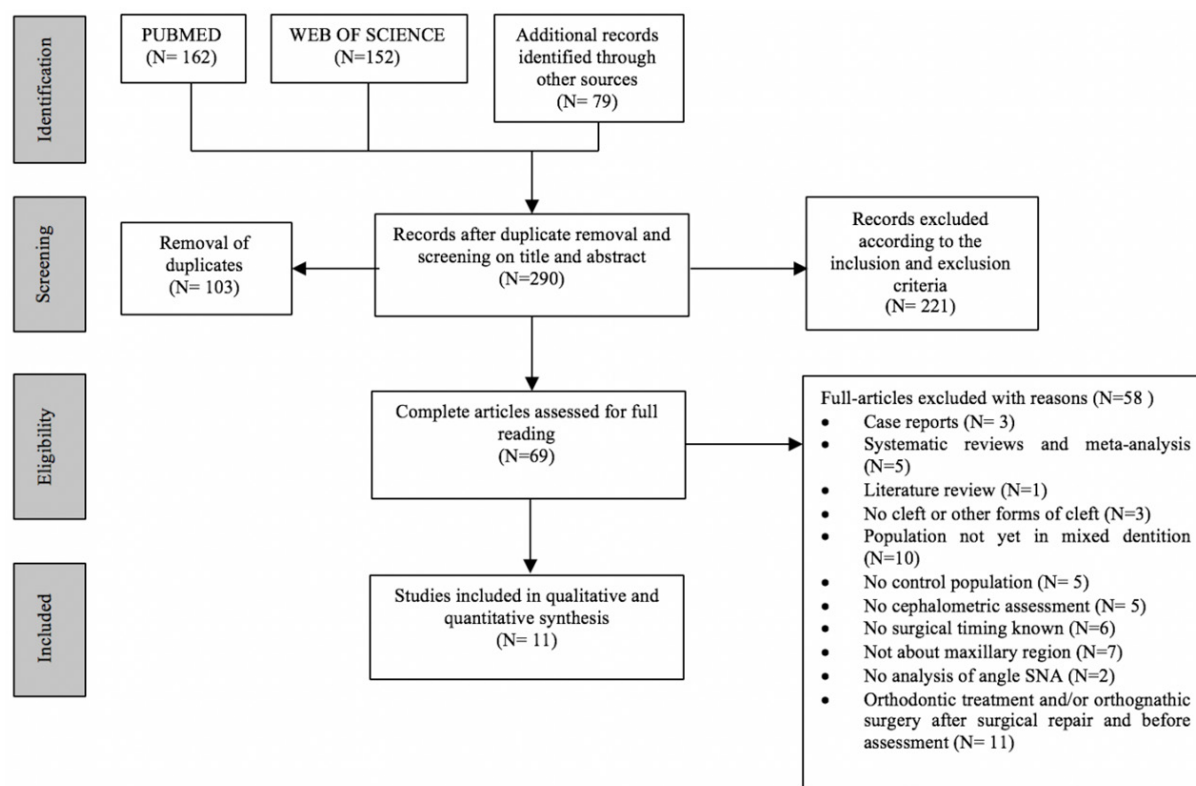 Identification
PUBMED
(N= 162)
WEB OF SCIENCE
(N=152)
Additional records
identified through
other sources
(N= 79)
Screening
Removal of
duplicates
(N= 103)
Records after duplicate removal and
screening on title and abstract
(N=290)
Records excluded
according to the
inclusion and exclusion
criteria
(N= 221)
Eligibility
Complete articles assessed for full
reading
(N=69)
Full-articles excluded with reasons (N=58 )
• Case reports (N= 3)
• Systematic reviews and meta-analysis
(N=5)
• Literature review (N=1)
• No cleft or other forms of cleft (N=3)
• Population not yet in mixed dentition
(N=10)
• No control population (N= 5)
• No cephalometric assessment (N= 5)
• No surgical timing known (N=6)
• Not about maxillary region (N=7)
• No analysis of angle SNA (N=2)
• Orthodontic treatment and/or orthognathic
surgery after surgical repair and before
assessment (N= 11)
Included
Studies included in qualitative and
quantitative synthesis
(N= 11)